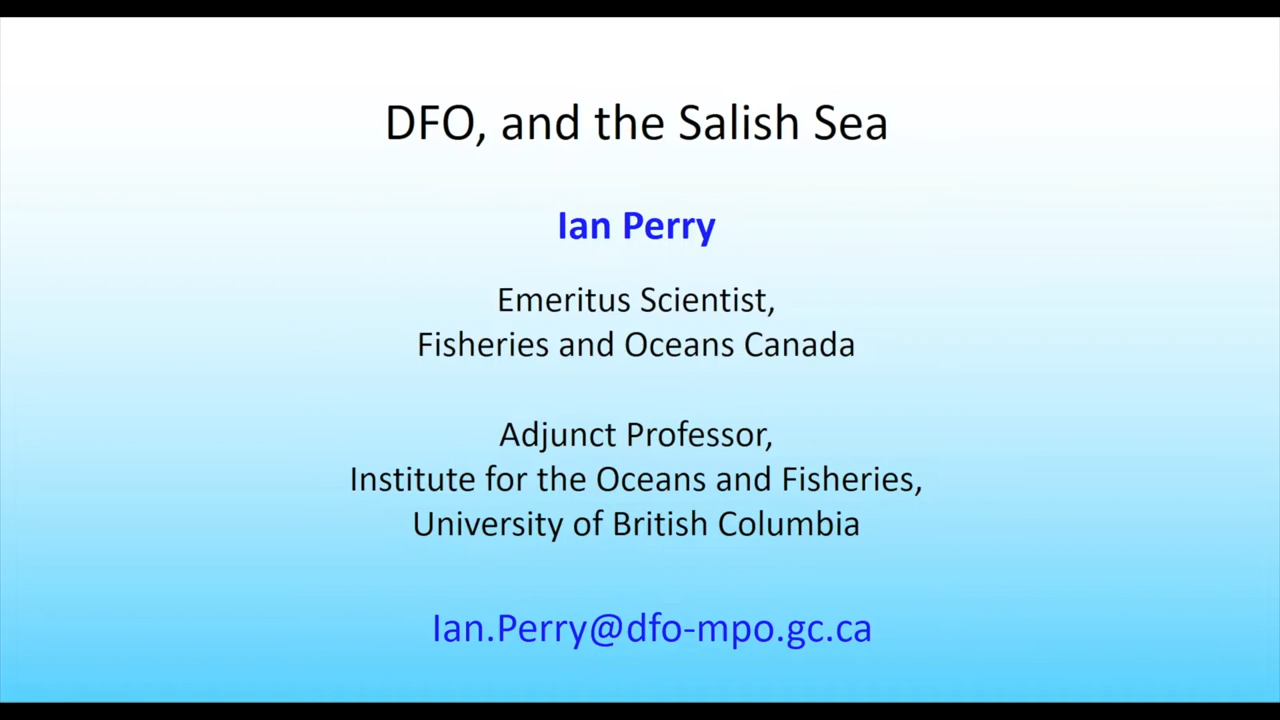 DFO, and the Salish Sea
Ian Perry
Emeritus Scientist,
Fisheries and Oceans Canada
Adjunct Professor,
Institute for the Oceans and Fisheries,
University of British Columbia
Ian.Perry@dfo-mpo.gc.ca